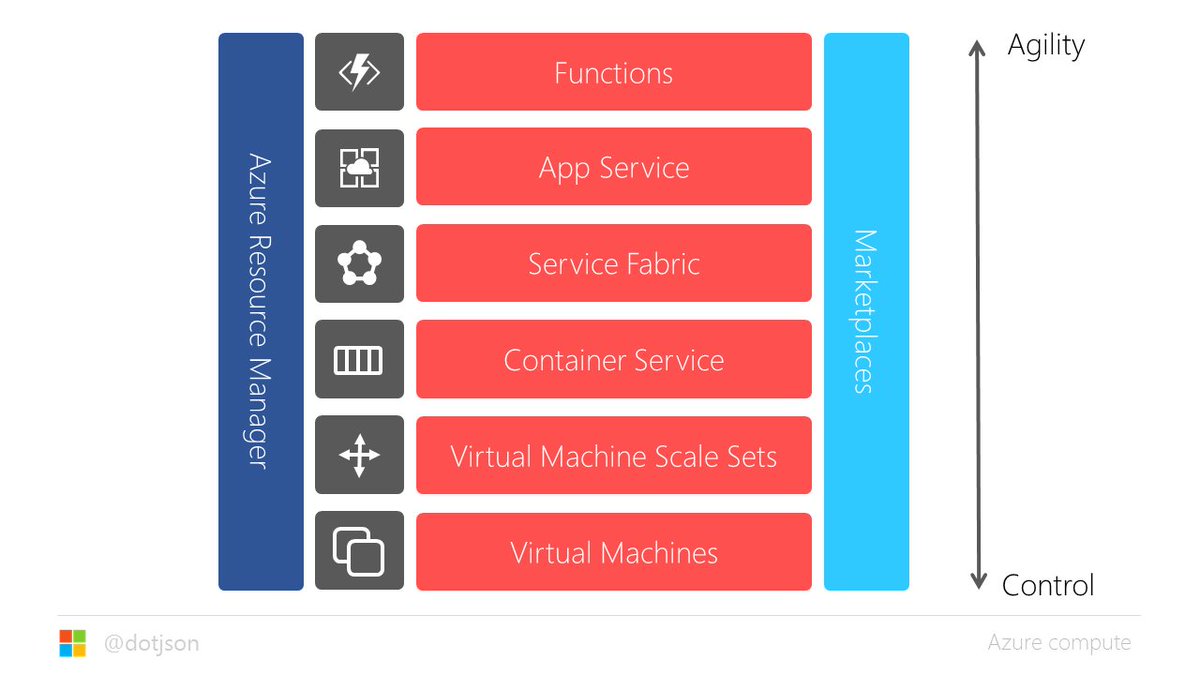 Azure Resource Manager
Functions
App Service
Service Fabric
Container Service
Virtual Machine Scale Sets
Virtual Machines
Marketplaces
Agility
Control
@dotjson
Azure compute